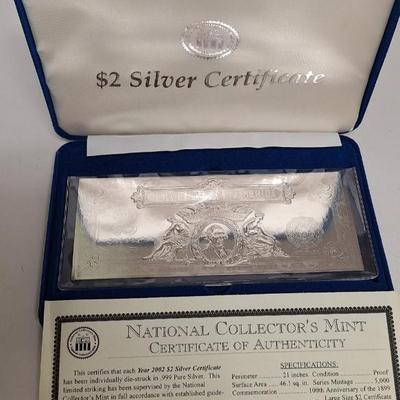 $2 Silver Certificate
NATIONAL COLLECTOR'S MINT
CERTIFICATE OF AUTHENTICITY
This certifies that each Year 2002 $2 Silver Certificate
has been individually die-struck in .999 Pure Silver. This
limited striking has been supervised by the National
Collector's Mint in full accordance with established guide-
SPECIFICATIONS:
Perimeter ...... 21 inches Condition ........ Proof
Surface Area .... 46.1 sq. in. Series Mintage ..... 5,000
Commemoration ...... 100th Anniversary of the 1899
Large Size $2 Certificate